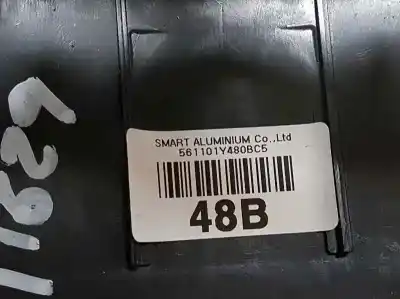 SMART ALUMINIUM Co.,Ltd
561101Y480BC5
48B